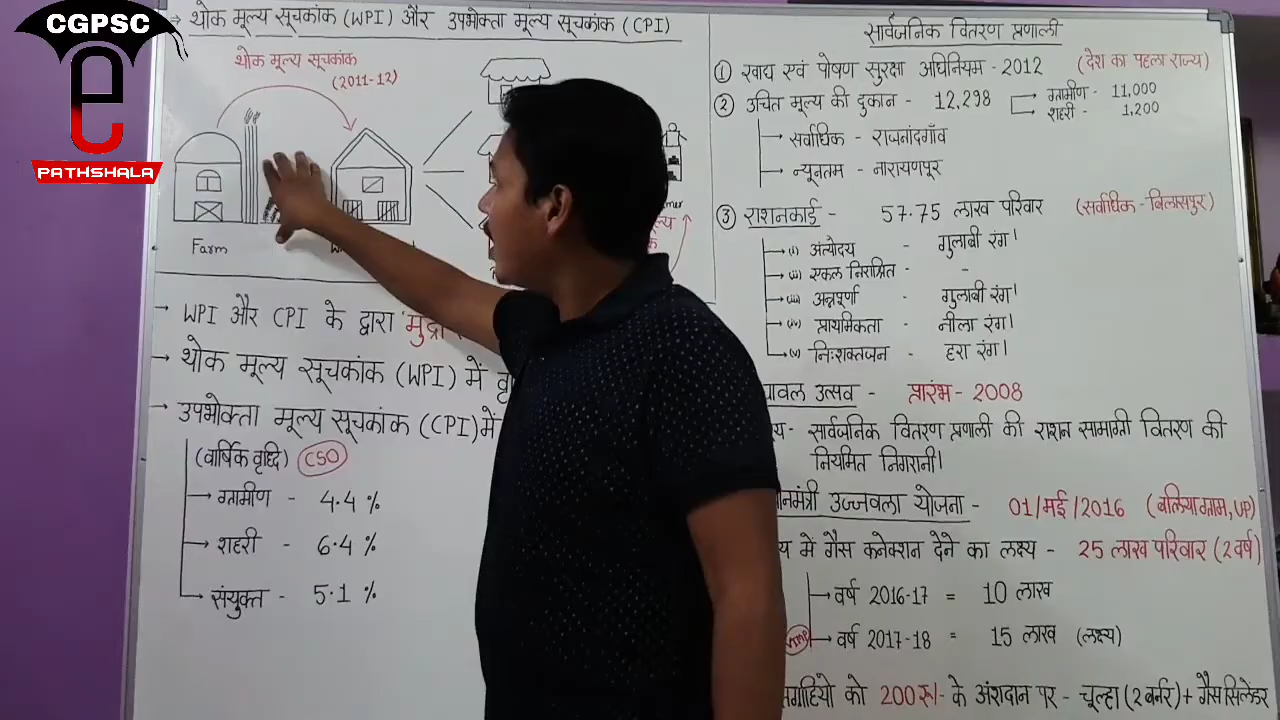 CGPSC
e
PATHSHALA
→ थोक मूल्य सूचकांक (WPI) और उपभोक्ता मूल्य सूचकांक (CPI)
थोक मूल्य सूचकांक
(2011-12)
Farm
→ WPI और CPI के द्वारा
→ थोक मूल्य सूचकांक (WPI) में
→ उपभोक्ता मूल्य सूचकांक (CPI) में
(वार्षिक वृध्दि) CSO
→ ग्रामीण - 4.4 %
→ शहरी - 6.4 %
→ संयुक्त - 5.1 %
सार्वजनिक वितरण प्रणाली
① खाद्य एवं पोषण सुरक्षा अधिनियम - 2012 (देश का पहला राज्य)
② उचित मूल्य की दुकान - 12,298 → ग्रामीण - 11,000
→ शहरी - 1,200
→ सर्वाधिक - राजनांदगाँव
→ न्यूनतम - नारायणपुर
③ राशनकार्ड - 57.75 लाख परिवार (सर्वाधिक - बिलासपुर)
→ (i) अंत्योदय - गुलाबी रंग।
→ (ii) एकल निराश्रित - -
→ (iii) अन्नपूर्णा - गुलाबी रंग।
→ (iv) प्राथमिकता - नीला रंग।
→ (v) निःशक्तजन - हरा रंग।
उत्सव - प्रारंभ - 2008
सार्वजनिक वितरण प्रणाली की राशन सामाग्री वितरण की
नियमित निगरानी।
उज्जवला योजना - 01/मई/2016 (बलिया ग्राम, UP)
में गैस कनेक्शन देने का लक्ष्य - 25 लाख परिवार (2 वर्ष)
→ वर्ष 2016-17 = 10 लाख
→ वर्ष 2017-18 = 15 लाख (लक्ष्य)
को 200 रू/- के अंशदान पर - चूल्हा (2 बर्नर) + गैस सिलेंडर